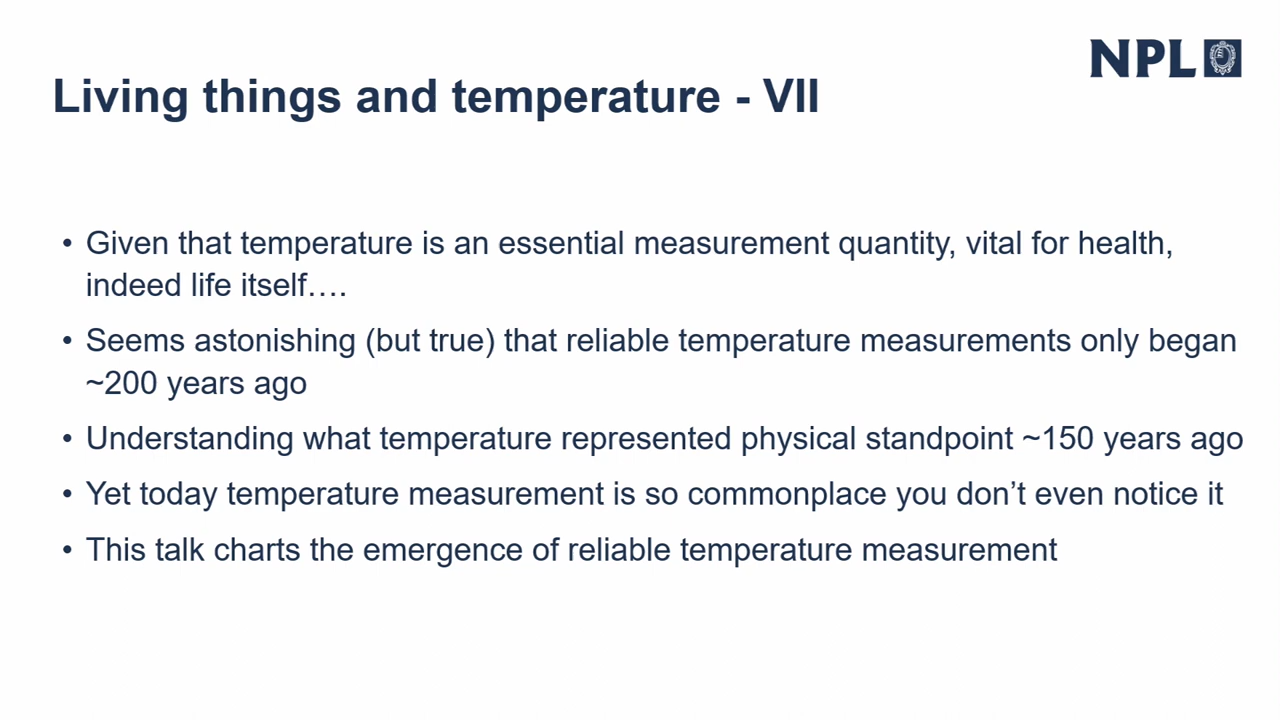 NPL
Living things and temperature - VII
• Given that temperature is an essential measurement quantity, vital for health,
indeed life itself….
• Seems astonishing (but true) that reliable temperature measurements only began
~200 years ago
• Understanding what temperature represented physical standpoint ~150 years ago
• Yet today temperature measurement is so commonplace you don’t even notice it
• This talk charts the emergence of reliable temperature measurement